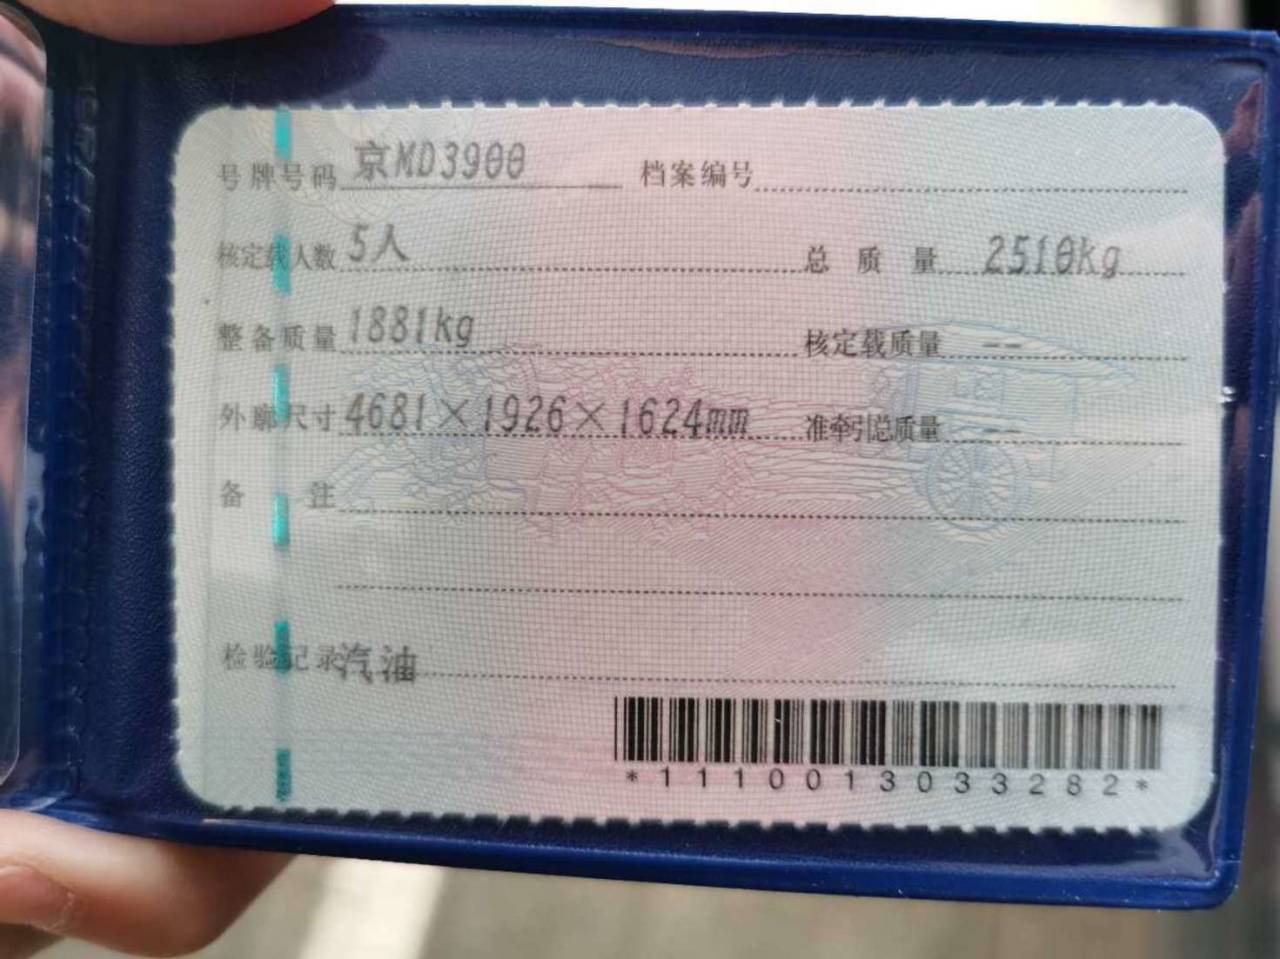 号牌号码 京MD3900 档案编号
核定载人数 5人 总质量 2510kg
整备质量 1881kg 核定载质量 --
外廓尺寸 4681×1926×1624mm 准牵引总质量 --
备注
检验记录 汽油
*1110013033282*